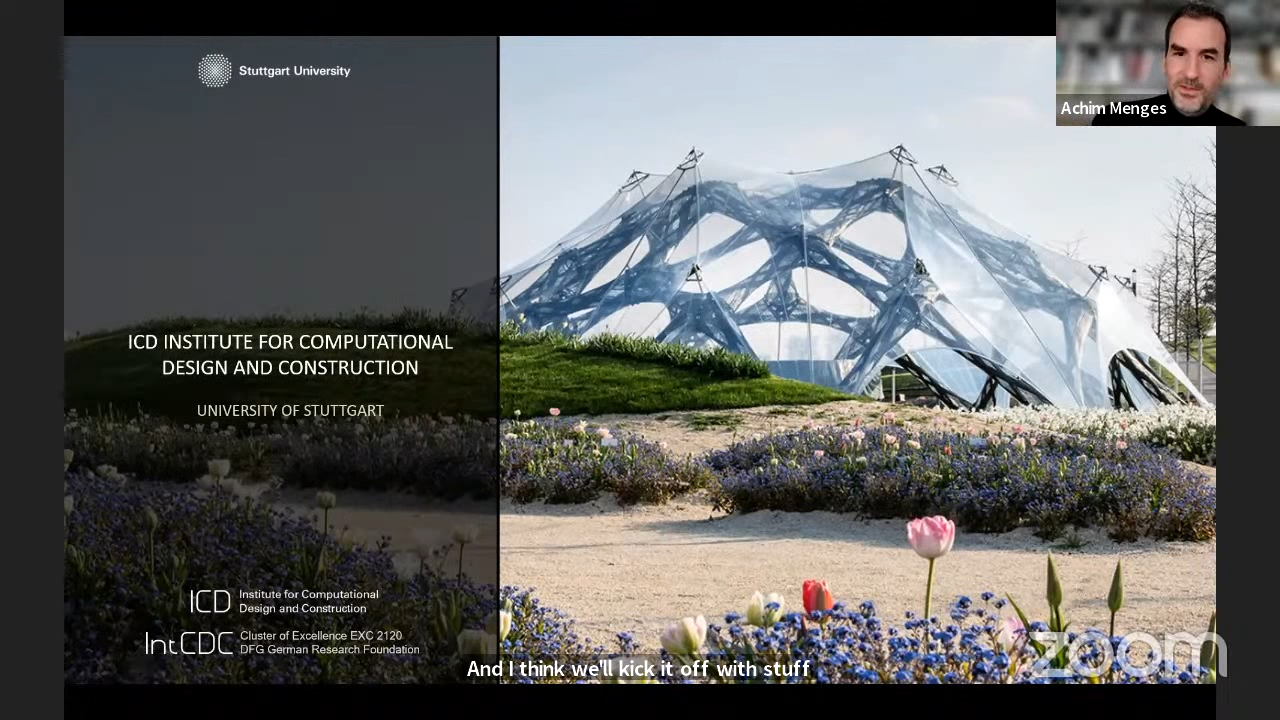 Stuttgart University
Achim Menges
ICD INSTITUTE FOR COMPUTATIONAL
DESIGN AND CONSTRUCTION
UNIVERSITY OF STUTTGART
ICD Institute for Computational
Design and Construction
IntCDC Cluster of Excellence EXC 2120
DFG German Research Foundation
And I think we'll kick it off with stuff
zoom